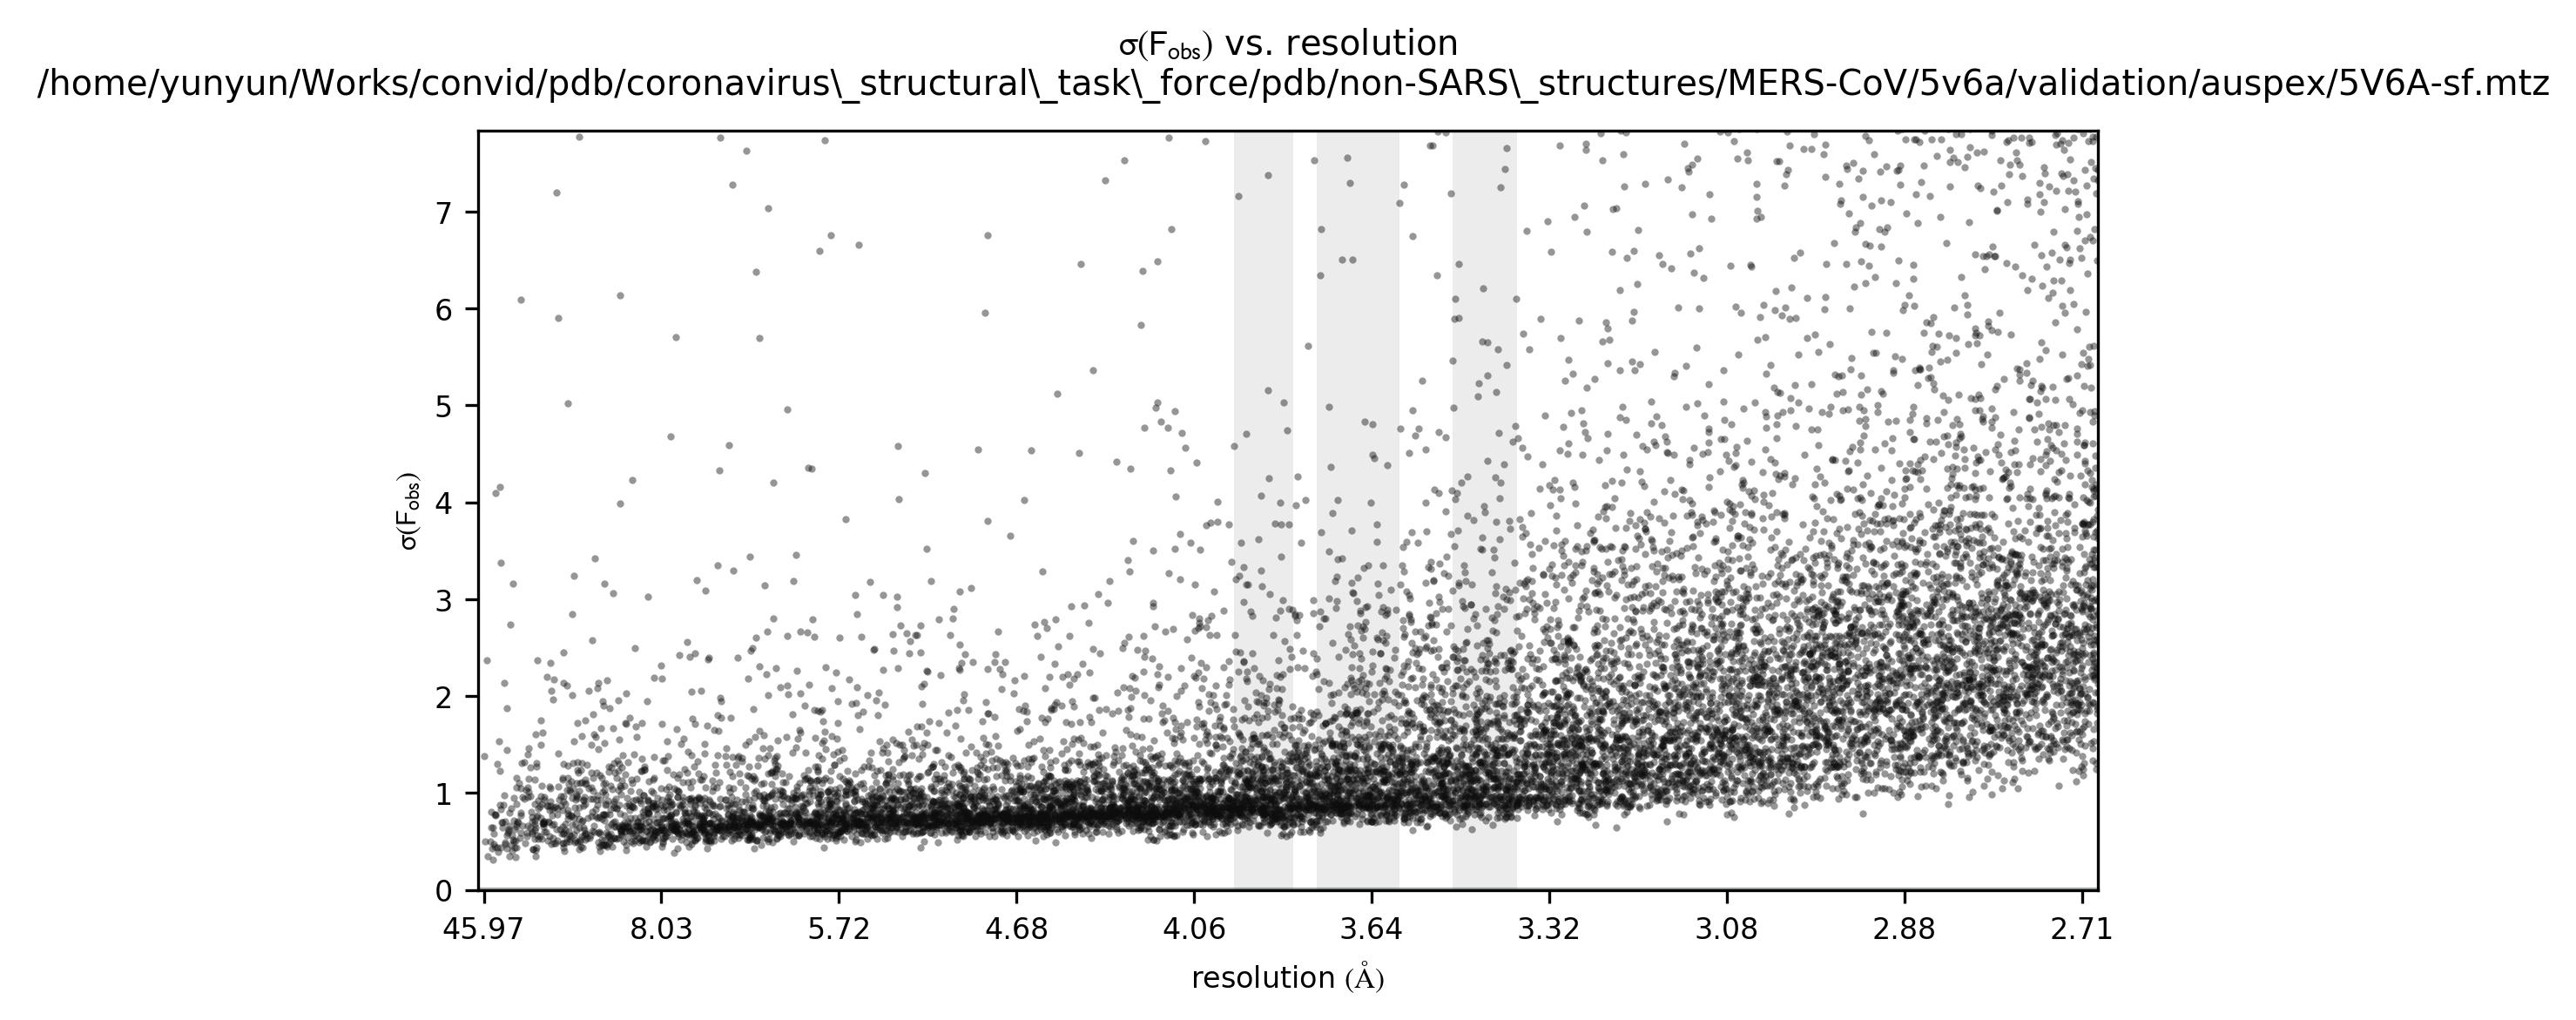 σ(Fobs) vs. resolution
/home/yunyun/Works/convid/pdb/coronavirus\_structural\_task\_force/pdb/non-SARS\_structures/MERS-CoV/5v6a/validation/auspex/5V6A-sf.mtz
7
6
5
4
3
2
1
0
σ(Fobs)
45.97 8.03 5.72 4.68 4.06 3.64 3.32 3.08 2.88 2.71
resolution (Å)